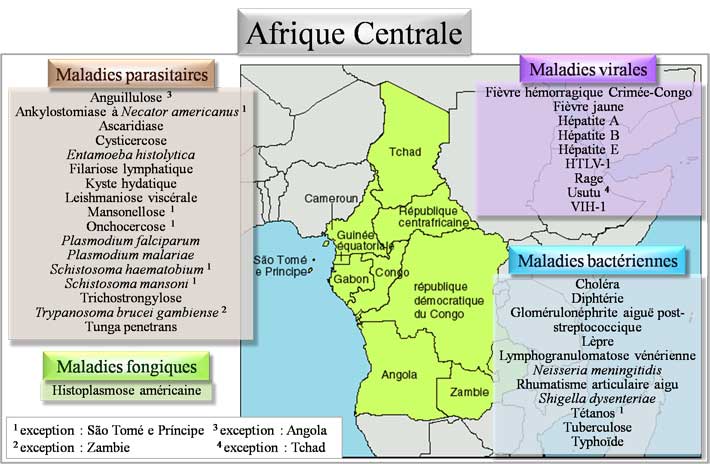 Afrique Centrale
Maladies parasitaires
Anguillulose ³
Ankylostomiase à Necator americanus ¹
Ascaridiase
Cysticercose
Entamoeba histolytica
Filariose lymphatique
Kyste hydatique
Leishmaniose viscérale
Mansonellose ¹
Onchocercose ¹
Plasmodium falciparum
Plasmodium malariae
Schistosoma haematobium ¹
Schistosoma mansoni ¹
Trichostrongylose
Trypanosoma brucei gambiense ²
Tunga penetrans
Maladies fongiques
Histoplasmose américaine
Tchad
Cameroun
République
centrafricaine
Guinée
équatoriale
São Tomé
e Príncipe
Gabon
Congo
république
démocratique
du Congo
Angola
Zambie
Maladies virales
Fièvre hémorragique Crimée-Congo
Fièvre jaune
Hépatite A
Hépatite B
Hépatite E
HTLV-1
Rage
Usutu ⁴
VIH-1
Maladies bactériennes
Choléra
Diphtérie
Glomérulonéphrite aiguë post-
streptococcique
Lèpre
Lymphogranulomatose vénérienne
Neisseria meningitidis
Rhumatisme articulaire aigu
Shigella dysenteriae
Tétanos ¹
Tuberculose
Typhoïde
¹ exception : São Tomé e Príncipe ³ exception : Angola
² exception : Zambie ⁴ exception : Tchad